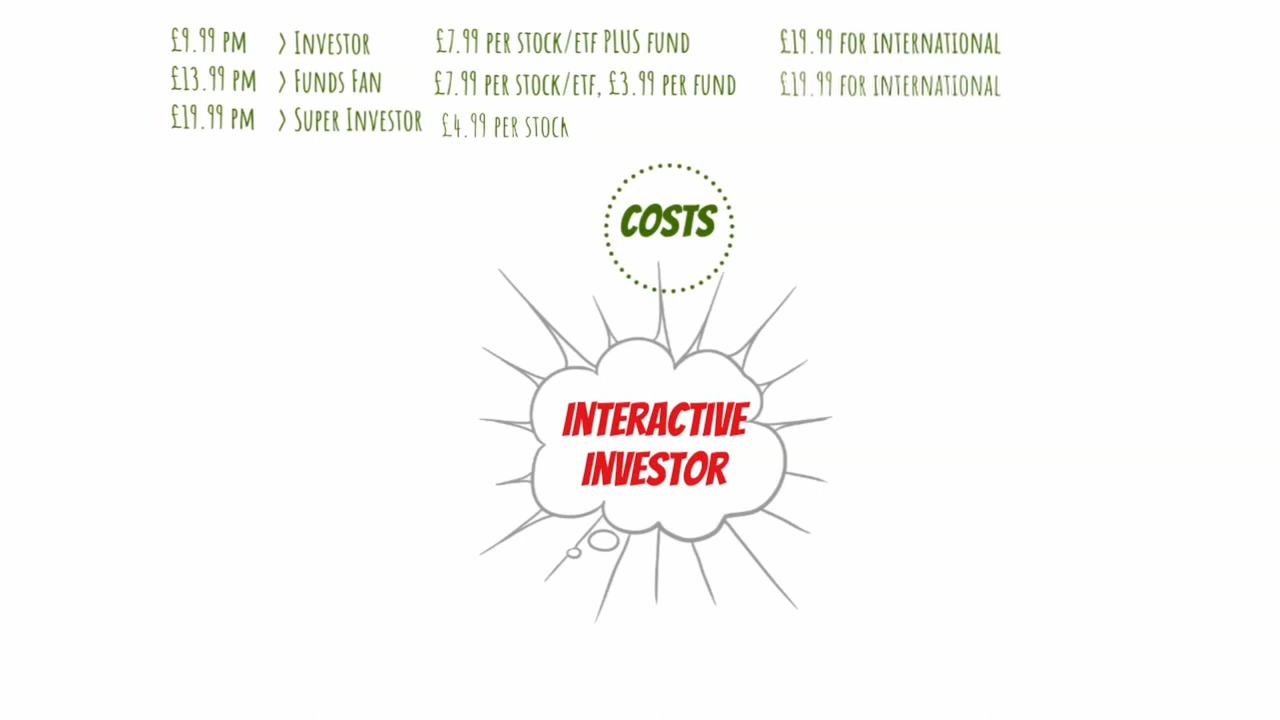 £9.99 PM > INVESTOR £7.99 PER STOCK/ETF PLUS FUND £19.99 FOR INTERNATIONAL
£13.99 PM > FUNDS FAN £7.99 PER STOCK/ETF, £3.99 PER FUND £19.99 FOR INTERNATIONAL
£19.99 PM > SUPER INVESTOR £4.99 PER STOCK
COSTS
INTERACTIVE
INVESTOR